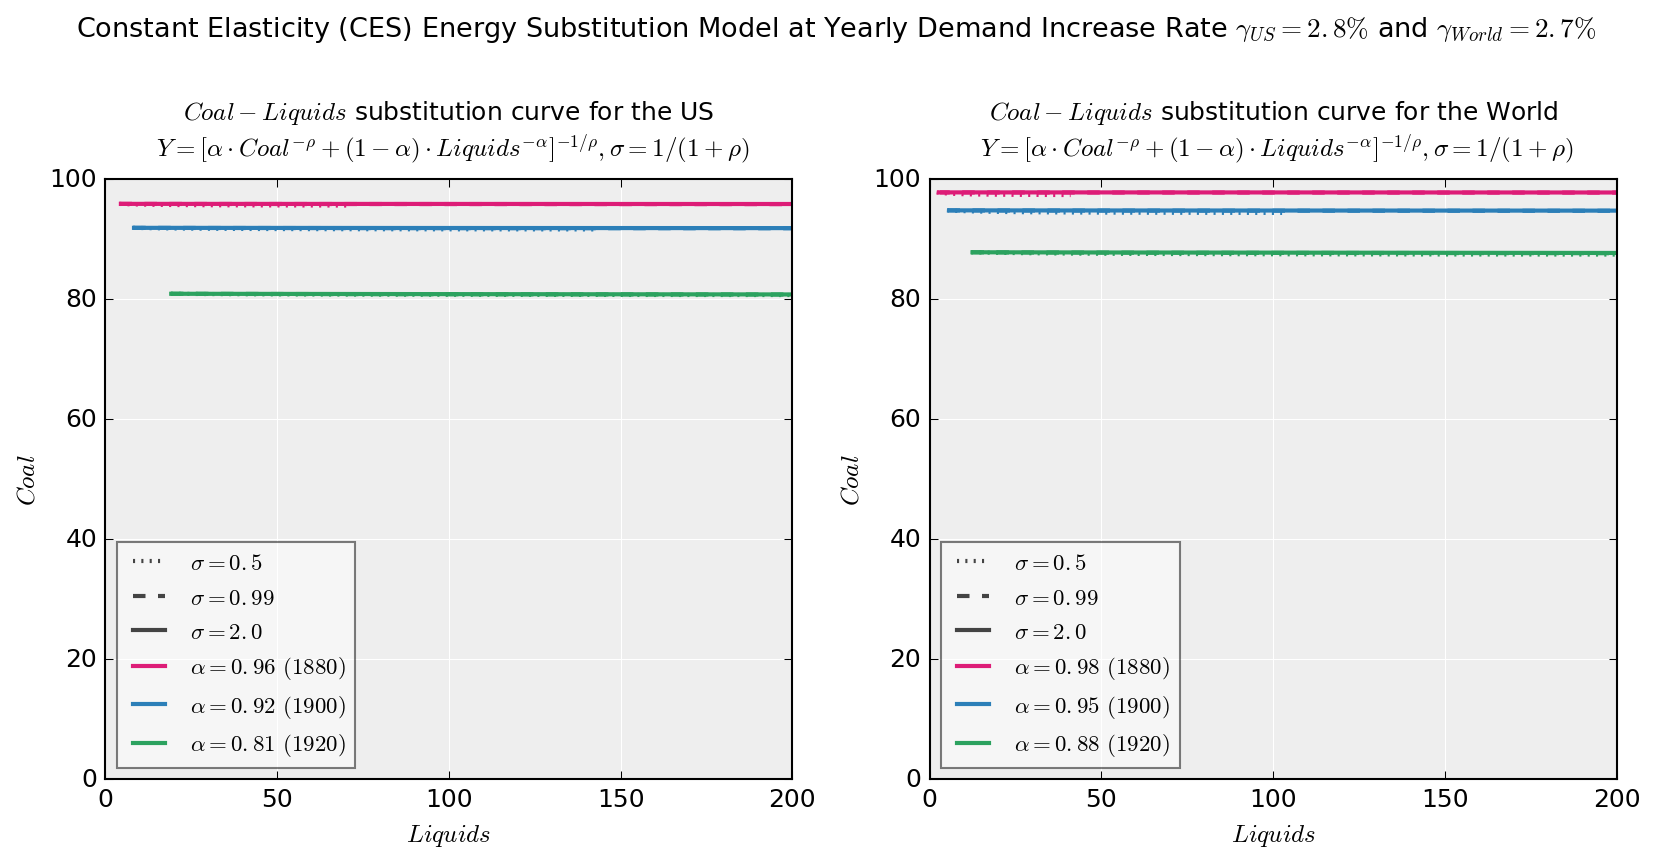 Constant Elasticity (CES) Energy Substitution Model at Yearly Demand Increase Rate γ_US = 2.8% and γ_World = 2.7%
Coal − Liquids substitution curve for the US
Y = [α · Coal^−ρ + (1 − α) · Liquids^−α]^−1/ρ, σ = 1/(1 + ρ)
100
80
60
40
20
0
Coal
σ = 0.5
σ = 0.99
σ = 2.0
α = 0.96 (1880)
α = 0.92 (1900)
α = 0.81 (1920)
0 50 100 150 200
Liquids
Coal − Liquids substitution curve for the World
Y = [α · Coal^−ρ + (1 − α) · Liquids^−α]^−1/ρ, σ = 1/(1 + ρ)
100
80
60
40
20
0
Coal
σ = 0.5
σ = 0.99
σ = 2.0
α = 0.98 (1880)
α = 0.95 (1900)
α = 0.88 (1920)
0 50 100 150 200
Liquids